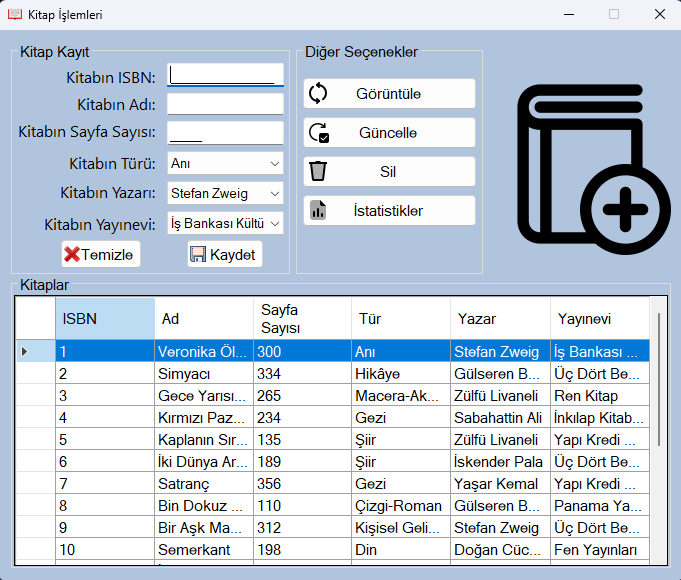 Kitap İşlemleri
Kitap Kayıt
Kitabın ISBN:
Kitabın Adı:
Kitabın Sayfa Sayısı:
Kitabın Türü: Anı
Kitabın Yazarı: Stefan Zweig
Kitabın Yayınevi: İş Bankası Kültü
Temizle Kaydet
Diğer Seçenekler
Görüntüle
Güncelle
Sil
İstatistikler
Kitaplar
ISBN Ad Sayfa Sayısı Tür Yazar Yayınevi
1 Veronika Öl... 300 Anı Stefan Zweig İş Bankası ...
2 Simyacı 334 Hikâye Gülseren B... Üç Dört Be...
3 Gece Yarısı... 265 Macera-Ak... Zülfü Livaneli Ren Kitap
4 Kırmızı Paz... 234 Gezi Sabahattin Ali İnkılap Kitab...
5 Kaplanın Sır... 135 Şiir Zülfü Livaneli Yapı Kredi ...
6 İki Dünya Ar... 189 Şiir İskender Pala Üç Dört Be...
7 Satranç 356 Gezi Yaşar Kemal Yapı Kredi ...
8 Bin Dokuz ... 110 Çizgi-Roman Gülseren B... Panama Ya...
9 Bir Aşk Ma... 312 Kişisel Geli... Stefan Zweig Üç Dört Be...
10 Semerkant 198 Din Doğan Cüc... Fen Yayınları